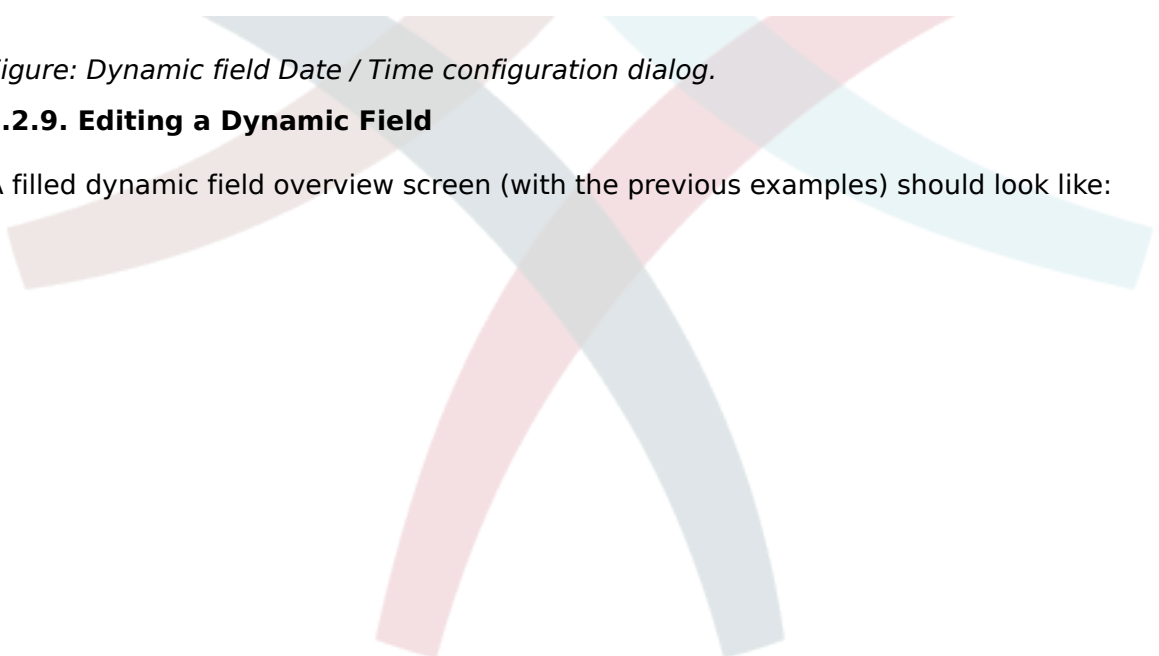 igure: Dynamic field Date / Time configuration dialog.
.2.9. Editing a Dynamic Field
A filled dynamic field overview screen (with the previous examples) should look like: